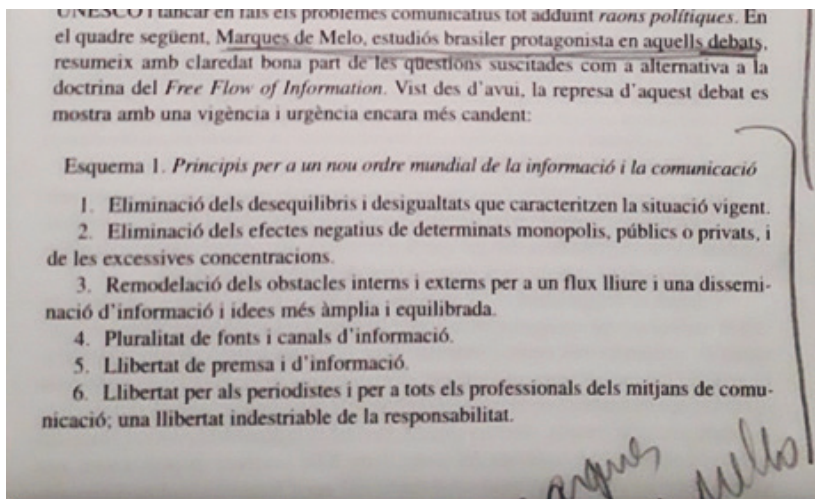 UNESCO i tancar en fals els problemes comunicatius tot adduint raons polítiques. En
el quadre següent, Marques de Melo, estudiós brasiler protagonista en aquells debats,
resumeix amb claredat bona part de les qüestions suscitades com a alternativa a la
doctrina del Free Flow of Information. Vist des d'avui, la represa d'aquest debat es
mostra amb una vigència i urgència encara més candent:
Esquema 1. Principis per a un nou ordre mundial de la informació i la comunicació
1. Eliminació dels desequilibris i desigualtats que caracteritzen la situació vigent.
2. Eliminació dels efectes negatius de determinats monopolis, públics o privats, i
de les excessives concentracions.
3. Remodelació dels obstacles interns i externs per a un flux lliure i una dissemi-
nació d'informació i idees més àmplia i equilibrada.
4. Pluralitat de fonts i canals d'informació.
5. Llibertat de premsa i d'informació.
6. Llibertat per als periodistes i per a tots els professionals dels mitjans de comu-
nicació; una llibertat indestriable de la responsabilitat.